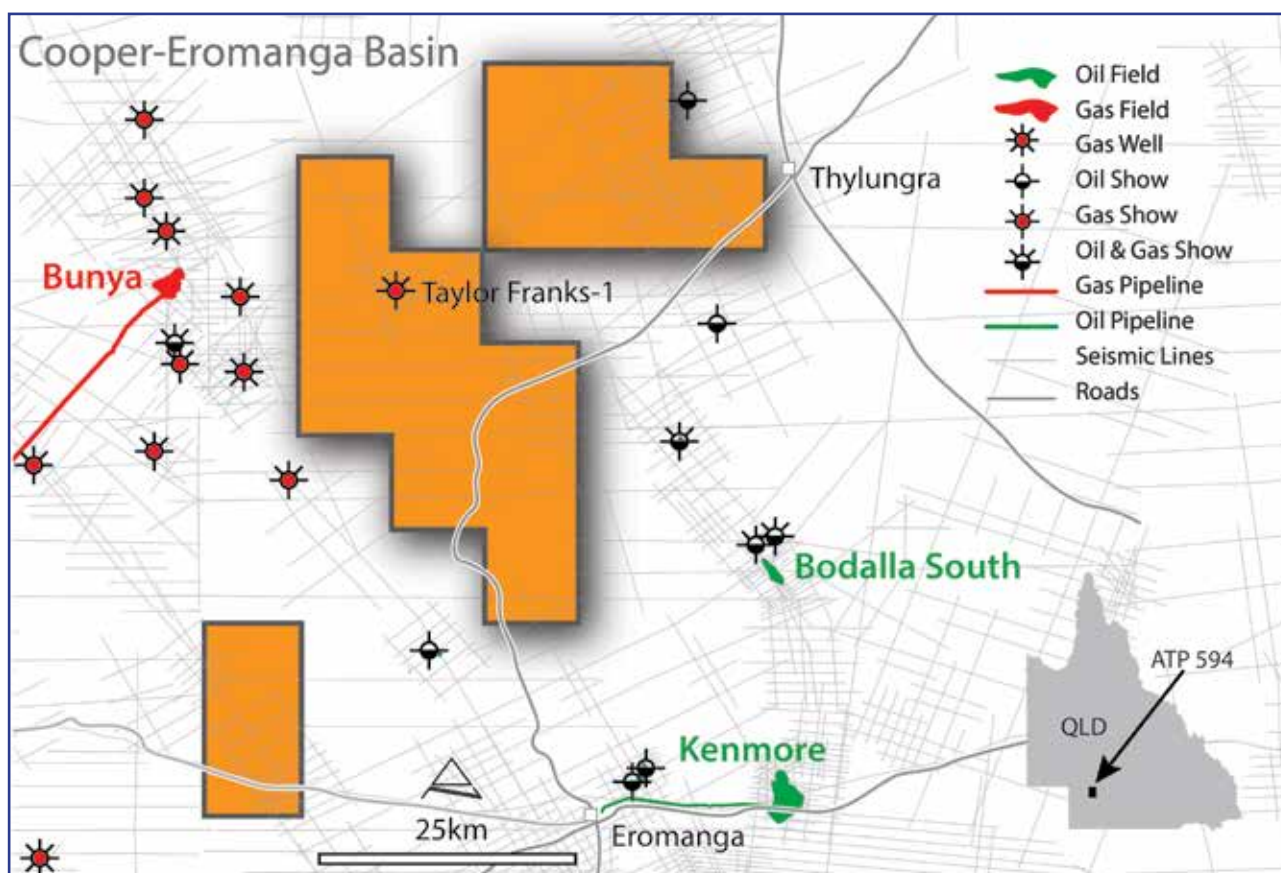 Cooper-Eromanga Basin
Oil Field
Gas Field
Gas Well
Oil Show
Gas Show
Oil & Gas Show
Gas Pipeline
Oil Pipeline
Seismic Lines
Roads
Thylungra
Bunya
Taylor Franks-1
Bodalla South
ATP 594
QLD
Kenmore
25km
Eromanga